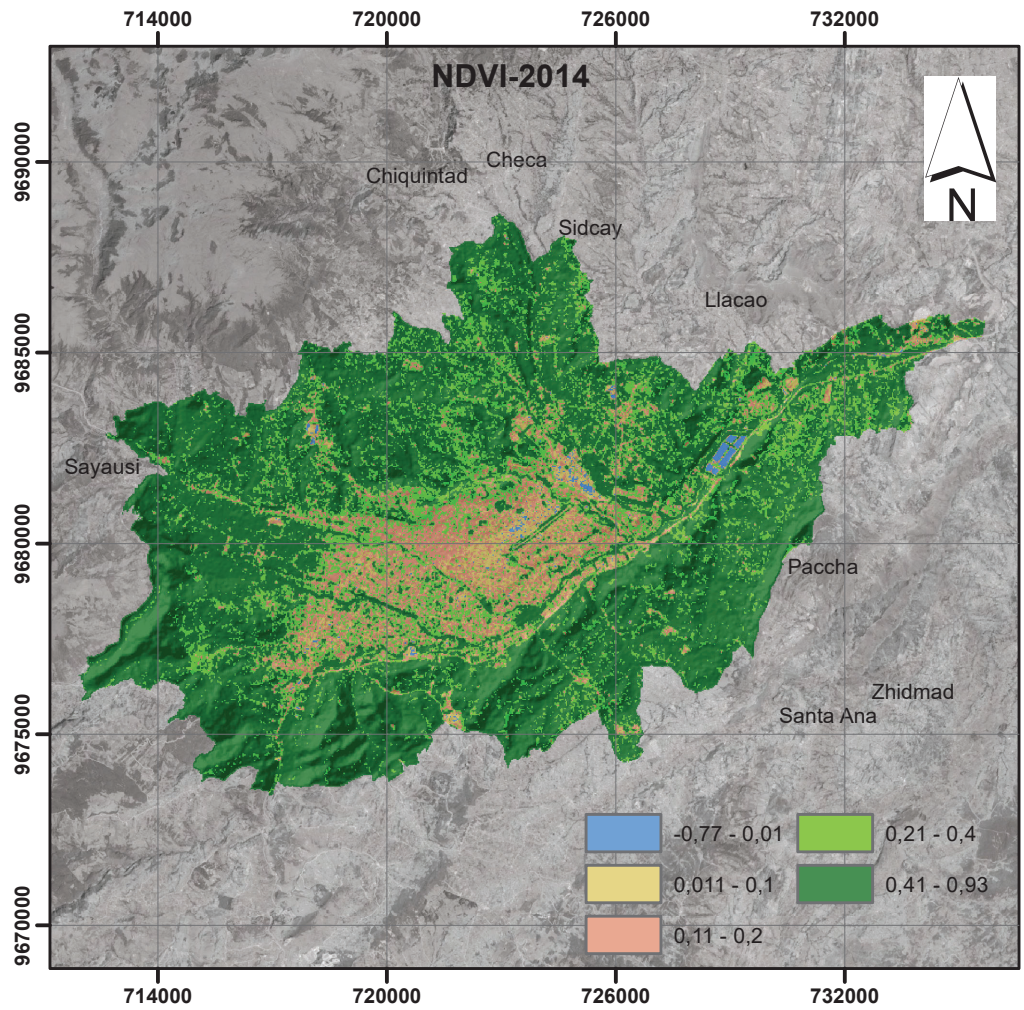 714000 720000 726000 732000
NDVI-2014
N
9690000
9685000
9680000
9675000
9670000
Checa
Chiquintad
Sidcay
Llacao
Sayausi
Paccha
Zhidmad
Santa Ana
-0,77 - 0,01 0,21 - 0,4
0,011 - 0,1 0,41 - 0,93
0,11 - 0,2
714000 720000 726000 732000